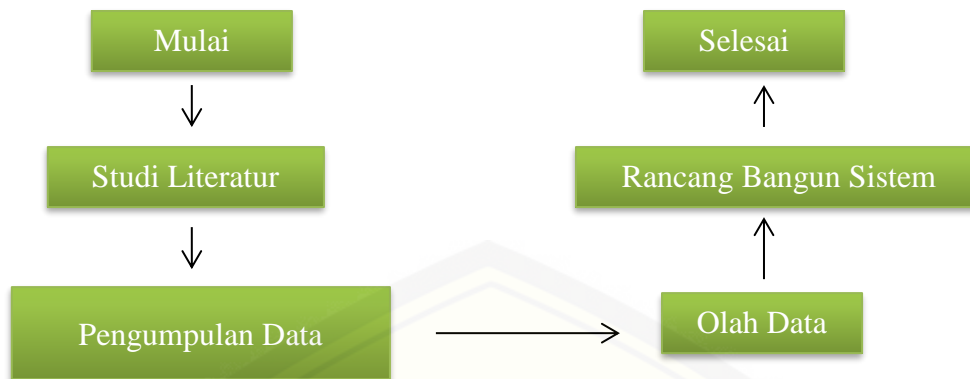 Mulai
Studi Literatur
Pengumpulan Data
Olah Data
Rancang Bangun Sistem
Selesai